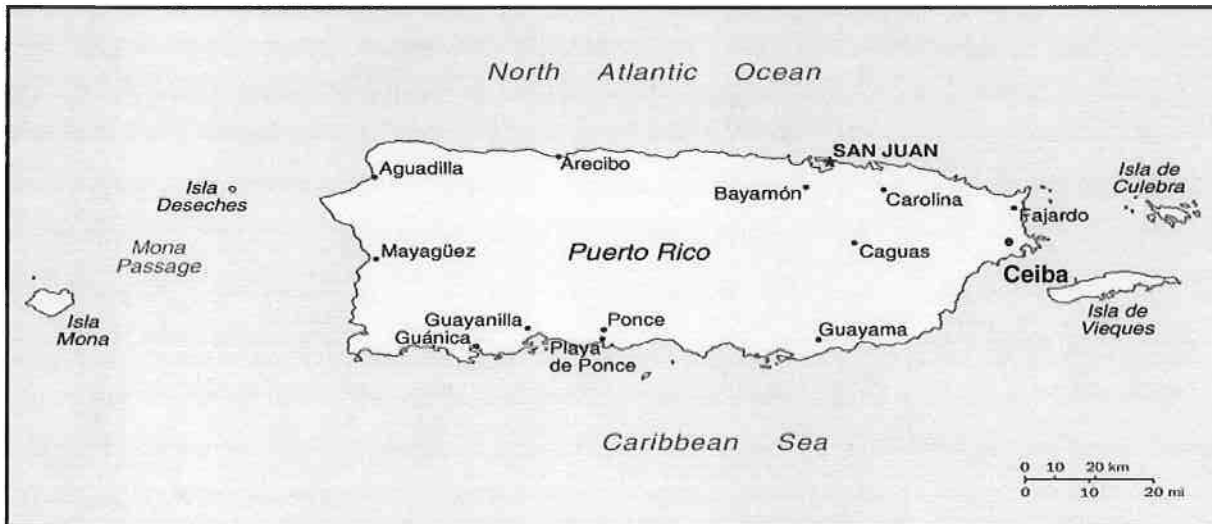 North Atlantic Ocean
SAN JUAN
Arecibo
Aguadilla
Isla de
Culebra
Isla
Deseches
Bayamón
Carolina
Fajardo
Mona
Passage
Mayagüez
Puerto Rico
Caguas
Ceiba
Isla
Mona
Isla de
Vieques
Guayanilla
Ponce
Guánica
Playa
de Ponce
Guayama
Caribbean Sea
0 10 20 km
0 10 20 mi